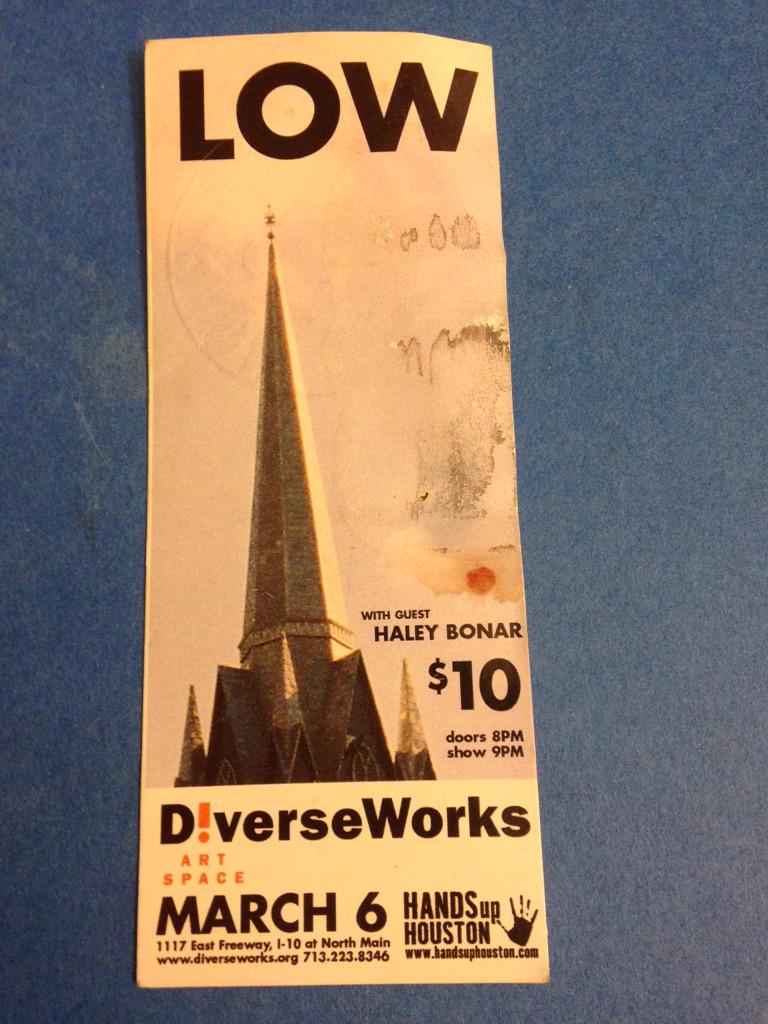 LOW
WITH GUEST
HALEY BONAR
$10
doors 8PM
show 9PM
D!verseWorks
ART
SPACE
MARCH 6
1117 East Freeway, I-10 at North Main
www.diverseworks.org 713.223.8346
HANDS up
HOUSTON
www.handsuphouston.com